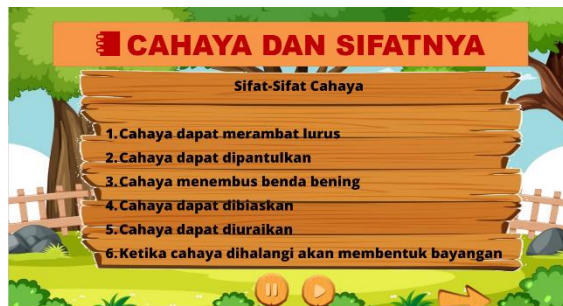 CAHAYA DAN SIFATNYA
Sifat-Sifat Cahaya
1.Cahaya dapat merambat lurus
2.Cahaya dapat dipantulkan
3.Cahaya menembus benda bening
4.Cahaya dapat dibiaskan
5.Cahaya dapat diuraikan
6.Ketika cahaya dihalangi akan membentuk bayangan